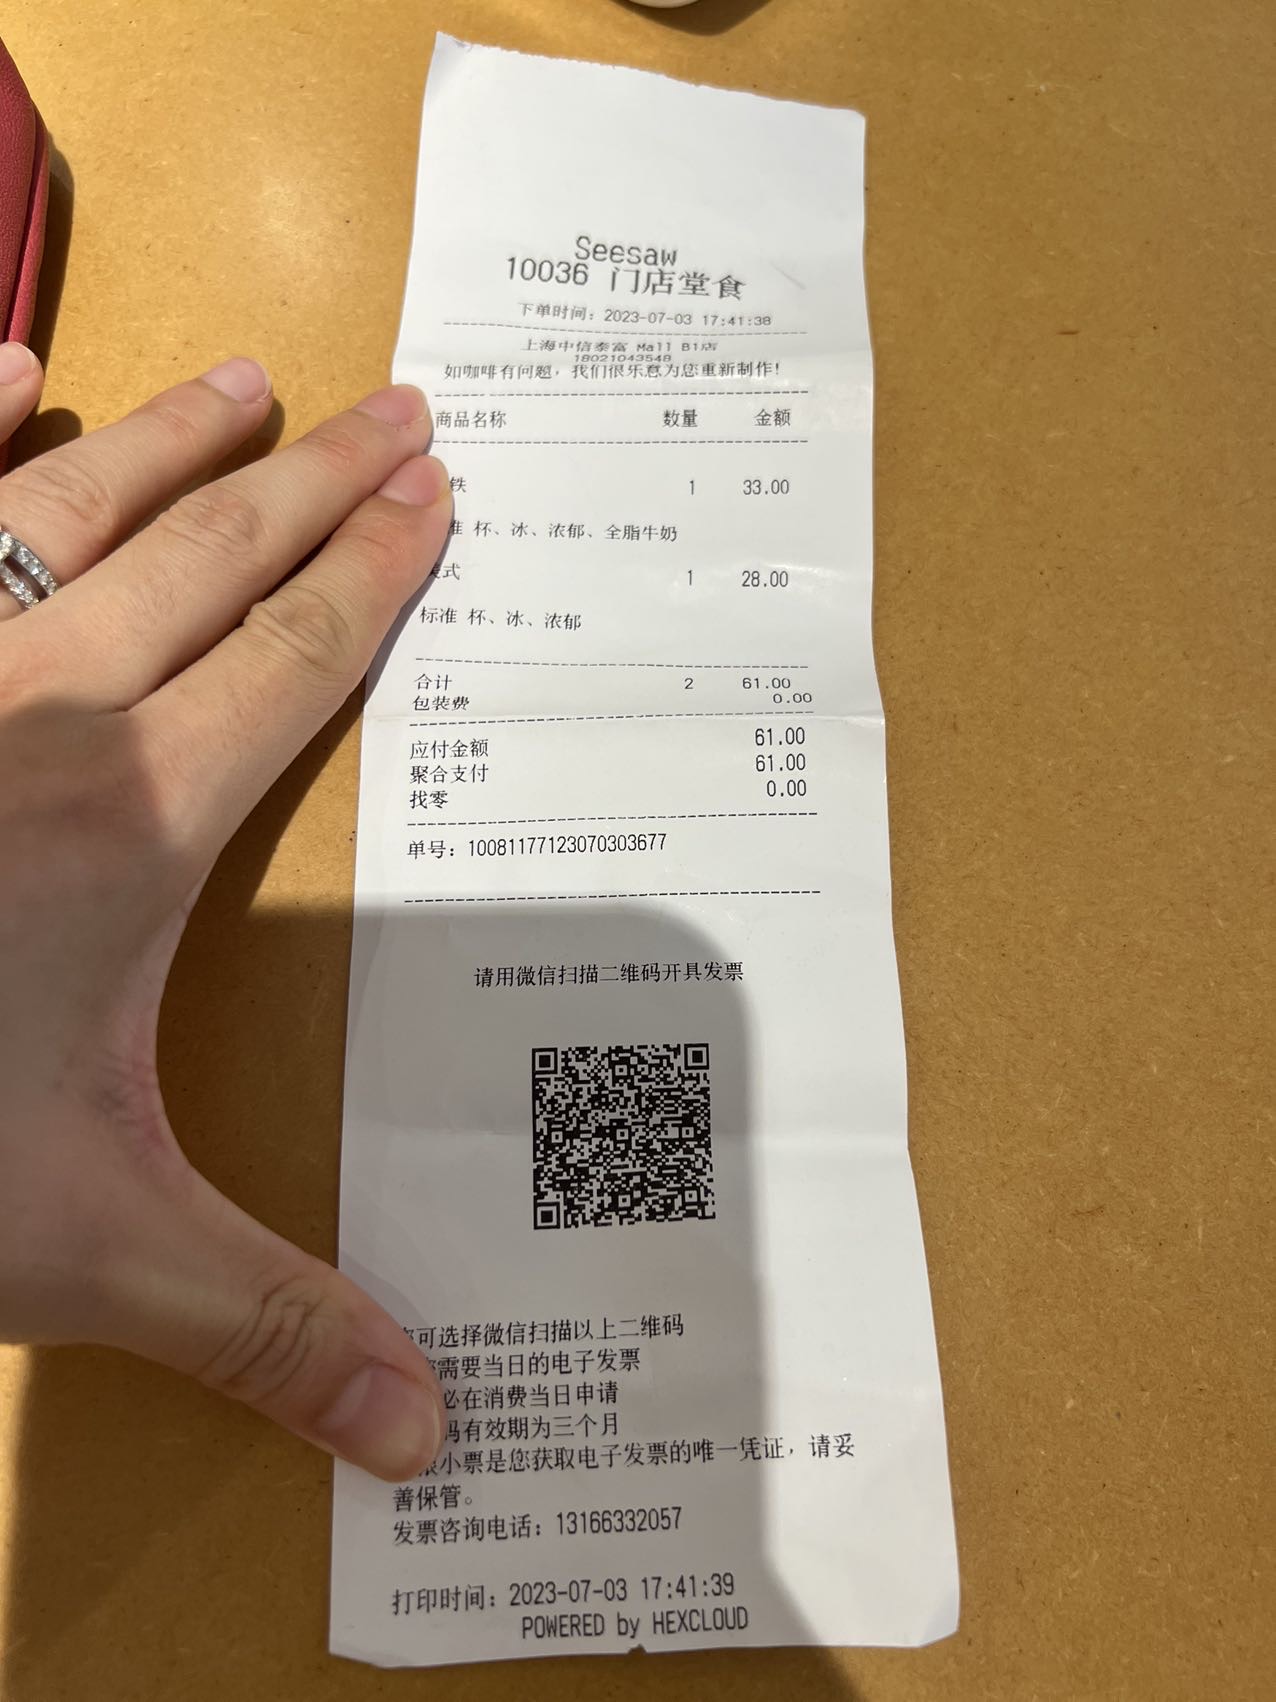 Seesaw
10036 门店堂食
下单时间：2023-07-03 17:41:38
上海中信泰富 Mall B1店
18021043548
如咖啡有问题，我们很乐意为您重新制作！
商品名称 数量 金额
铁 1 33.00
准 杯、冰、浓郁、全脂牛奶
式 1 28.00
标准 杯、冰、浓郁
合计 2 61.00
包装费 0.00
应付金额 61.00
聚合支付 61.00
找零 0.00
单号：10081177123070303677
请用微信扫描二维码开具发票
您可选择微信扫描以上二维码
您需要当日的电子发票
必在消费当日申请
码有效期为三个月
小票是您获取电子发票的唯一凭证，请妥
善保管。
发票咨询电话：13166332057
打印时间：2023-07-03 17:41:39
POWERED by HEXCLOUD